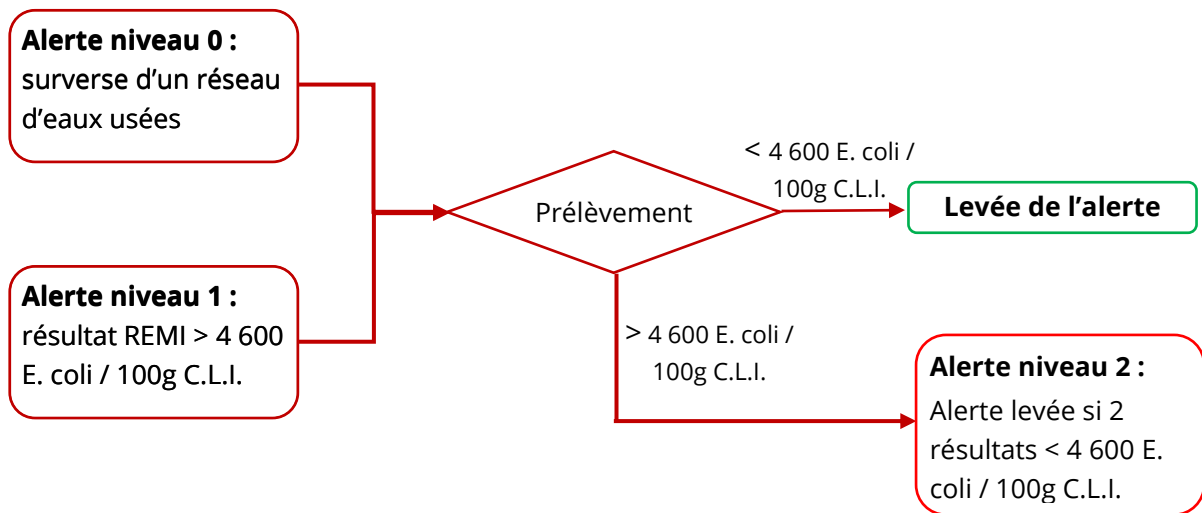 Alerte niveau 0 :
surverse d’un réseau
d’eaux usées
Alerte niveau 1 :
résultat REMI > 4 600
E. coli / 100g C.L.I.
Prélèvement
< 4 600 E. coli /
100g C.L.I.
Levée de l’alerte
> 4 600 E. coli /
100g C.L.I.
Alerte niveau 2 :
Alerte levée si 2
résultats < 4 600 E.
coli / 100g C.L.I.